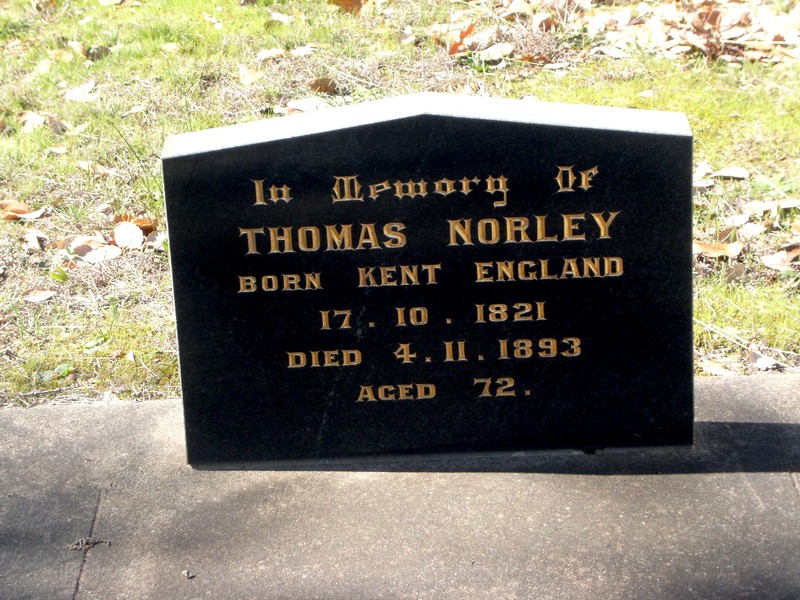 In Memory Of
THOMAS NORLEY
BORN KENT ENGLAND
17. 10. 1821
DIED 4.11.1893
AGED 72.